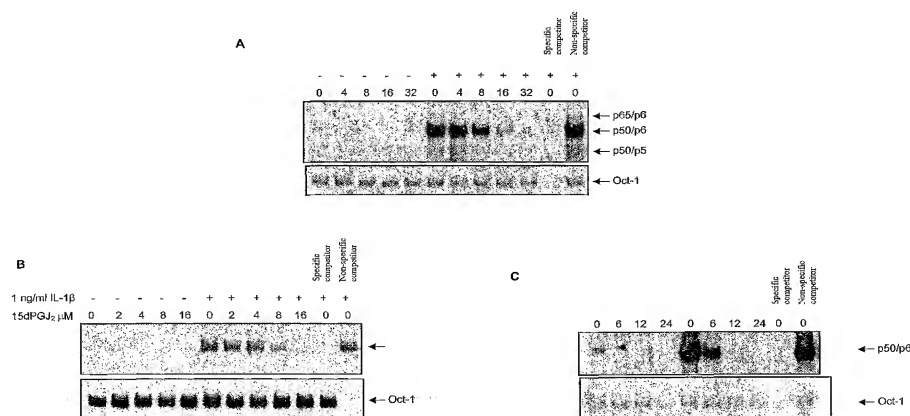 A
Specific competitor
Non-specific competitor
- - - - - + + + + + + +
0 4 8 16 32 0 4 8 16 32 0 0
p65/p6
p50/p6
p50/p5
Oct-1
B
Specific competitor
Non-specific competitor
1 ng/ml IL-1β - - - - - + + + + + + +
15dPGJ₂ μM 0 2 4 8 16 0 2 4 8 16 0 0
Oct-1
C
Specific competitor
Non-specific competitor
0 6 12 24 0 6 12 24 0 0
p50/p6
Oct-1